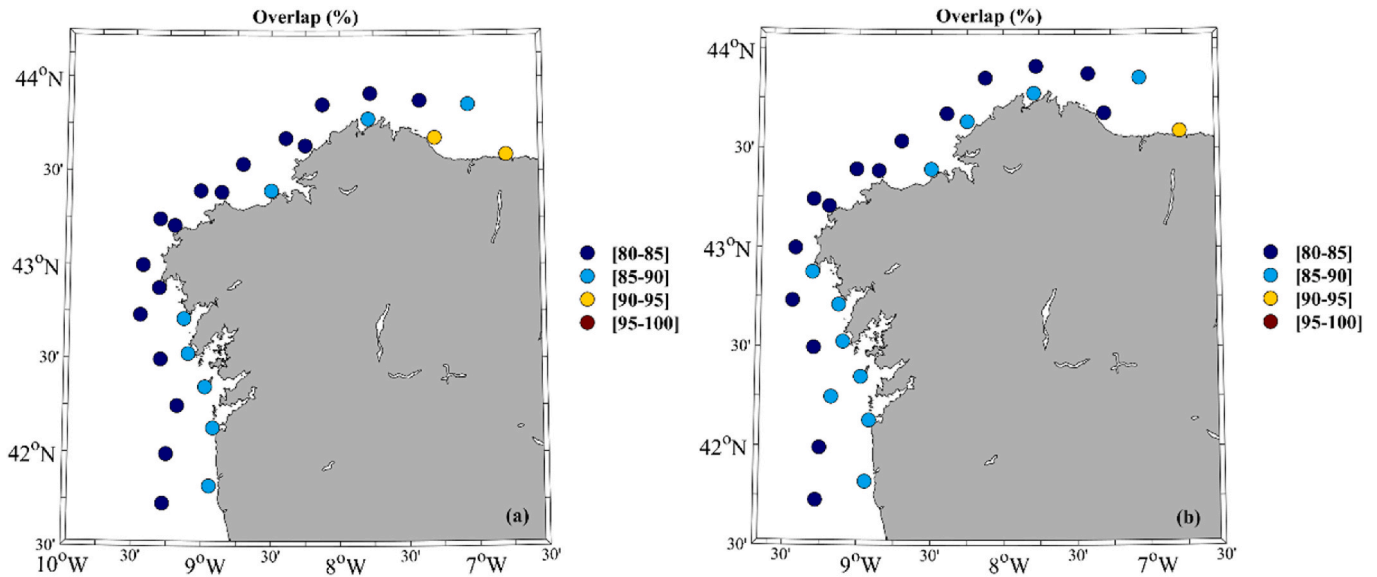 Overlap (%)
44°N
30'
43°N
30'
42°N
30'
10°W
30'
9°W
30'
8°W
30'
7°W
30'
(a)
[80-85]
[85-90]
[90-95]
[95-100]
Overlap (%)
44°N
30'
43°N
30'
42°N
30'
9°W
30'
8°W
30'
7°W
30'
(b)
[80-85]
[85-90]
[90-95]
[95-100]